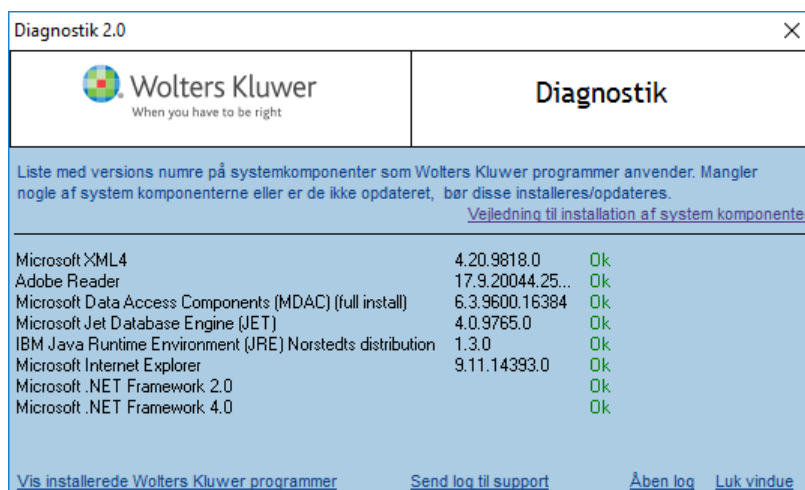 Diagnostik 2.0
Wolters Kluwer
When you have to be right
Diagnostik
Liste med versions numre på systemkomponenter som Wolters Kluwer programmer anvender. Mangler
nogle af system komponenterne eller er de ikke opdateret, bør disse installeres/opdateres.
Vejledning til installation af system komponente
Microsoft XML4 4.20.9818.0 Ok
Adobe Reader 17.9.20044.25... Ok
Microsoft Data Access Components (MDAC) (full install) 6.3.9600.16384 Ok
Microsoft Jet Database Engine (JET) 4.0.9765.0 Ok
IBM Java Runtime Environment (JRE) Norstedts distribution 1.3.0 Ok
Microsoft Internet Explorer 9.11.14393.0 Ok
Microsoft .NET Framework 2.0 Ok
Microsoft .NET Framework 4.0 Ok
Vis installerede Wolters Kluwer programmer Send log til support Åben log Luk vindue